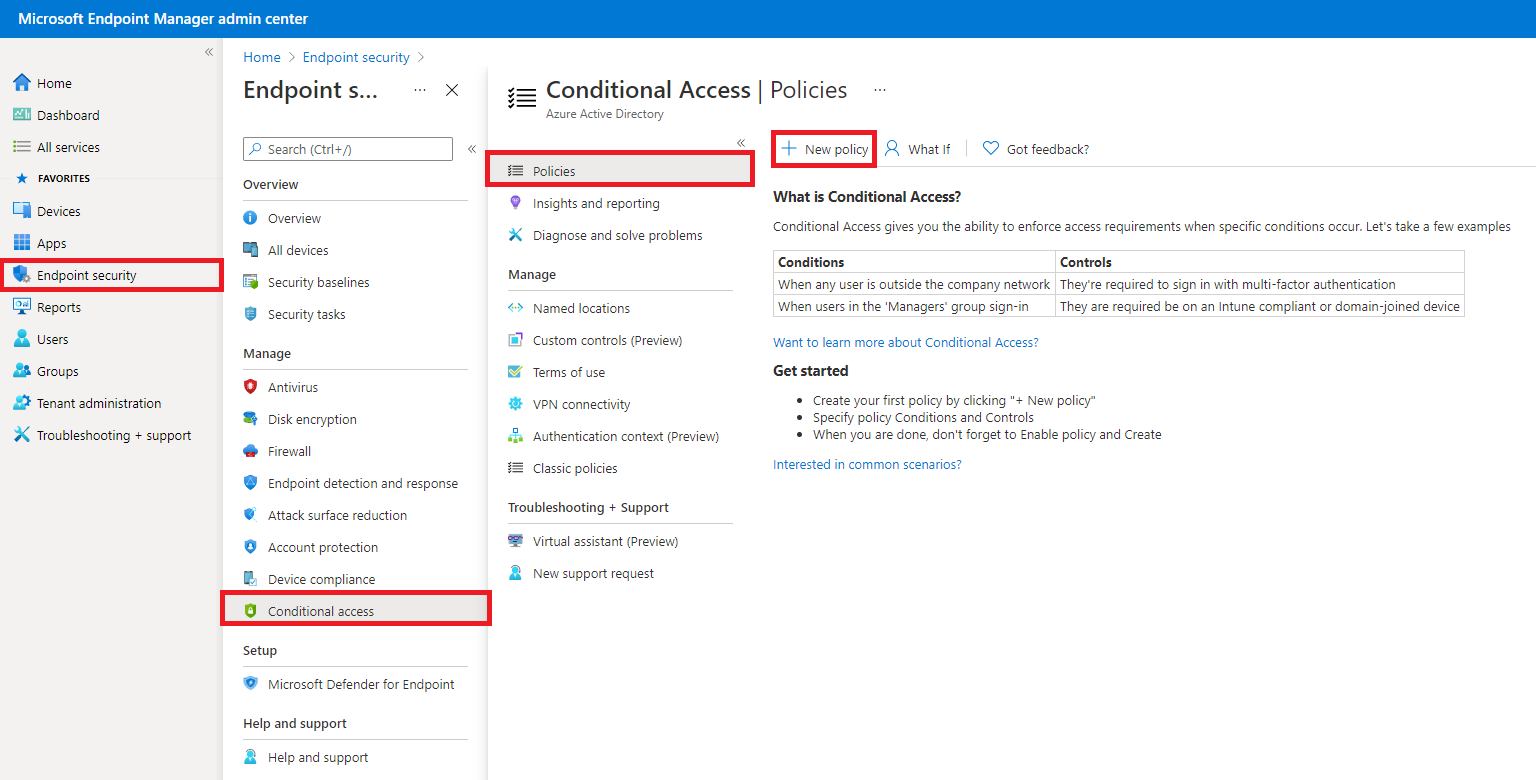 Microsoft Endpoint Manager admin center
«
Home
Dashboard
All services
FAVORITES
Devices
Apps
Endpoint security
Reports
Users
Groups
Tenant administration
Troubleshooting + support
Home > Endpoint security >
Endpoint s... ...
Search (Ctrl+/) «
Overview
Overview
All devices
Security baselines
Security tasks
Manage
Antivirus
Disk encryption
Firewall
Endpoint detection and response
Attack surface reduction
Account protection
Device compliance
Conditional access
Setup
Microsoft Defender for Endpoint
Help and support
Help and support
Conditional Access | Policies ...
Azure Active Directory
«
Policies
Insights and reporting
Diagnose and solve problems
Manage
Named locations
Custom controls (Preview)
Terms of use
VPN connectivity
Authentication context (Preview)
Classic policies
Troubleshooting + Support
Virtual assistant (Preview)
New support request
+ New policy What If | Got feedback?
What is Conditional Access?
Conditional Access gives you the ability to enforce access requirements when specific conditions occur. Let's take a few examples
Conditions Controls
When any user is outside the company network They're required to sign in with multi-factor authentication
When users in the 'Managers' group sign-in They are required be on an Intune compliant or domain-joined device
Want to learn more about Conditional Access?
Get started
• Create your first policy by clicking "+ New policy"
• Specify policy Conditions and Controls
• When you are done, don't forget to Enable policy and Create
Interested in common scenarios?